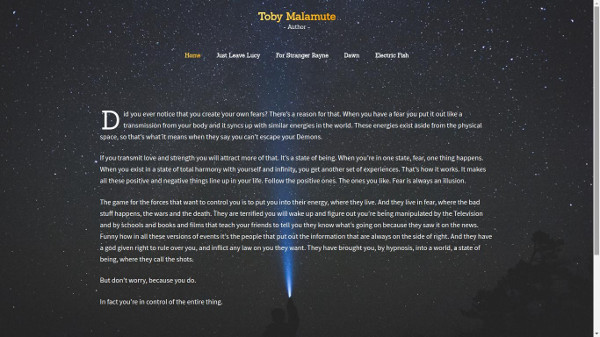 Toby Malamute
- Author -
Home Just Leave Lucy For Stranger Rayne Dawn Electric Fish
Did you ever notice that you create your own fears? There's a reason for that. When you have a fear you put it out like a
transmission from your body and it syncs up with similar energies in the world. These energies exist aside from the physical
space, so that's what it means when they say you can't escape your Demons.
If you transmit love and strength you will attract more of that. It's a state of being. When you're in one state, fear, one thing happens.
When you exist in a state of total harmony with yourself and infinity, you get another set of experiences. That's how it works. It makes
all these positive and negative things line up in your life. Follow the positive ones. The ones you like. Fear is always an illusion.
The game for the forces that want to control you is to put you into their energy, where they live. And they live in fear, where the bad
stuff happens, the wars and the death. They are terrified you will wake up and figure out you're being manipulated by the Television
and by schools and books and films that teach your friends to tell you they know what's going on because they saw it on the news.
Funny how in all these versions of events it's the people that put out the information that are always on the side of right. And they have
a god given right to rule over you, and inflict any law on you they want. They have brought you, by hypnosis, into a world, a state of
being, where they call the shots.
But don't worry, because you do.
In fact you're in control of the entire thing.